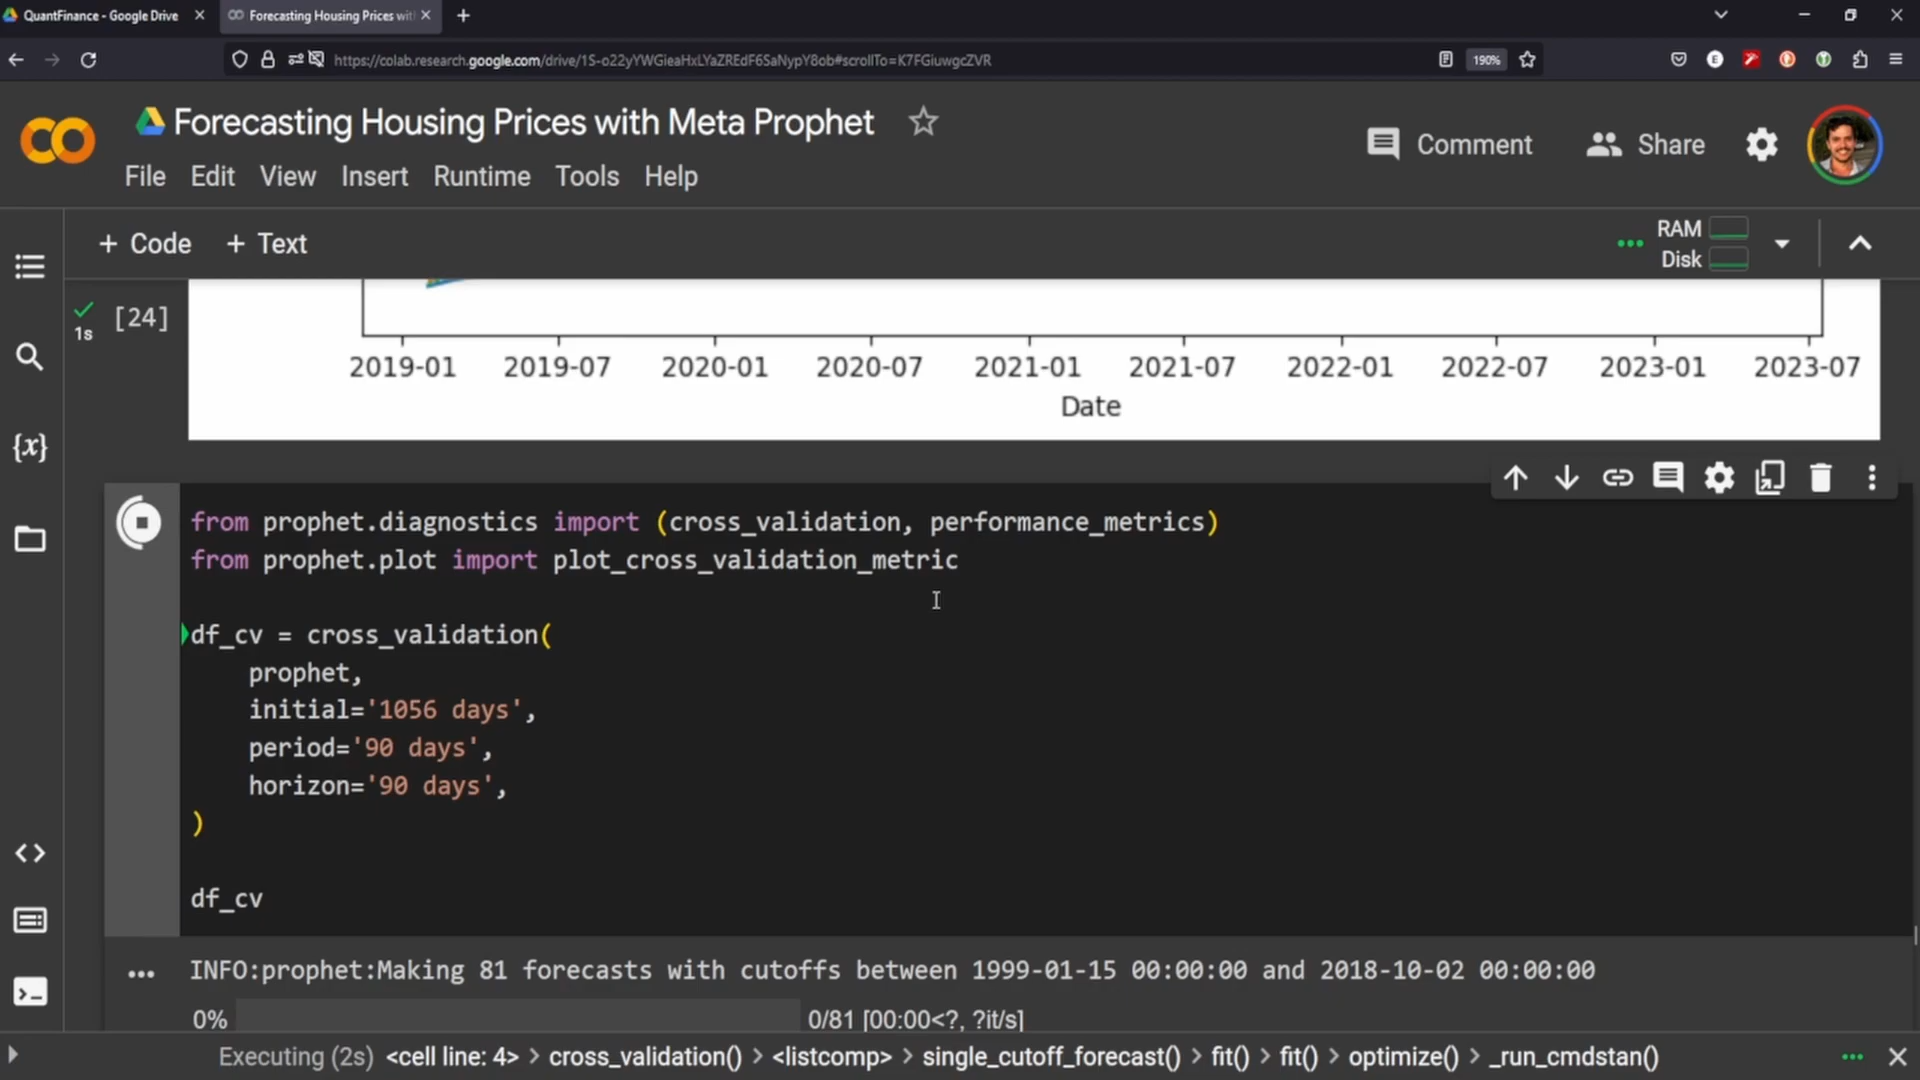 QuantFinance - Google Drive
Forecasting Housing Prices wit
https://colab.research.google.com/drive/1S-o22yYWGieaHxLYaZREdF6SaNypY8ob#scrollTo=K7FGiuwgcZVR
190%
Forecasting Housing Prices with Meta Prophet
Comment
Share
File Edit View Insert Runtime Tools Help
+ Code + Text
RAM
Disk
[24]
1s
2019-01 2019-07 2020-01 2020-07 2021-01 2021-07 2022-01 2022-07 2023-01 2023-07
Date
{x}
from prophet.diagnostics import (cross_validation, performance_metrics)
from prophet.plot import plot_cross_validation_metric
df_cv = cross_validation(
prophet,
initial='1056 days',
period='90 days',
horizon='90 days',
)
df_cv
INFO:prophet:Making 81 forecasts with cutoffs between 1999-01-15 00:00:00 and 2018-10-02 00:00:00
0% 0/81 [00:00<?, ?it/s]
Executing (2s) <cell line: 4> > cross_validation() > <listcomp> > single_cutoff_forecast() > fit() > fit() > optimize() > _run_cmdstan()